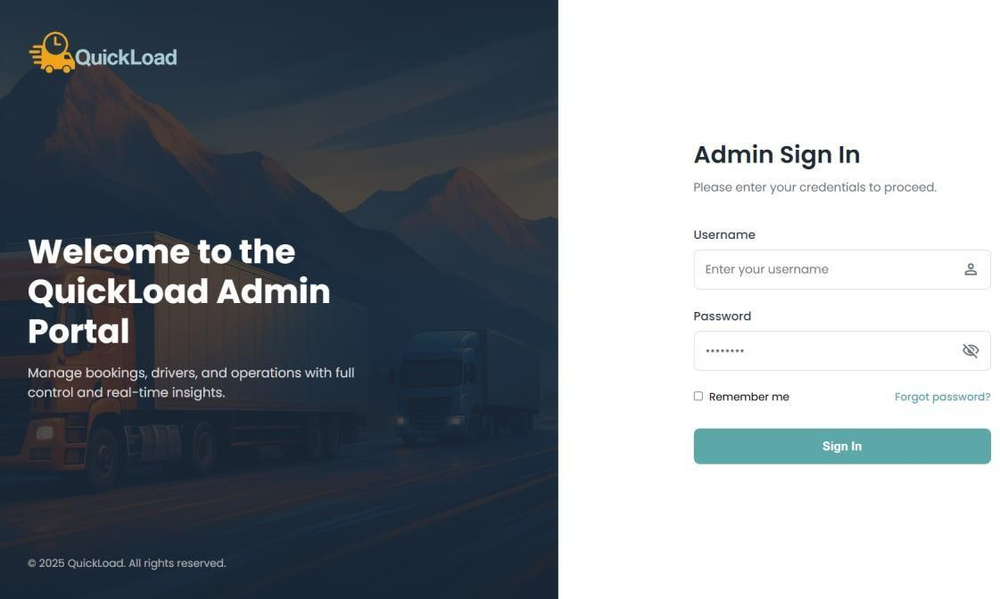 QuickLoad
Welcome to the
QuickLoad Admin
Portal
Manage bookings, drivers, and operations with full
control and real-time insights.
© 2025 QuickLoad. All rights reserved.
Admin Sign In
Please enter your credentials to proceed.
Username
Enter your username
Password
••••••••
Remember me
Forgot password?
Sign In